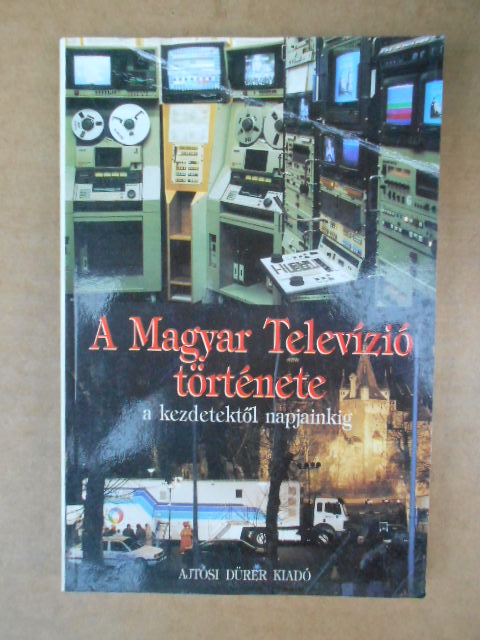 A Magyar Televízió
története
a kezdetektől napjainkig
AJTÓSI DÜRER KIADÓ